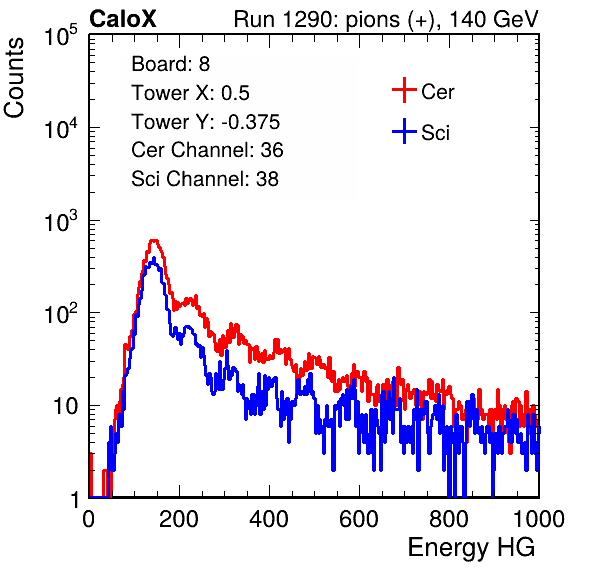 CaloX Run 1290: pions (+), 140 GeV
Counts
Board: 8
Tower X: 0.5
Tower Y: -0.375
Cer Channel: 36
Sci Channel: 38
Cer
Sci
10^5
10^4
10^3
10^2
10
1
0 200 400 600 800 1000
Energy HG